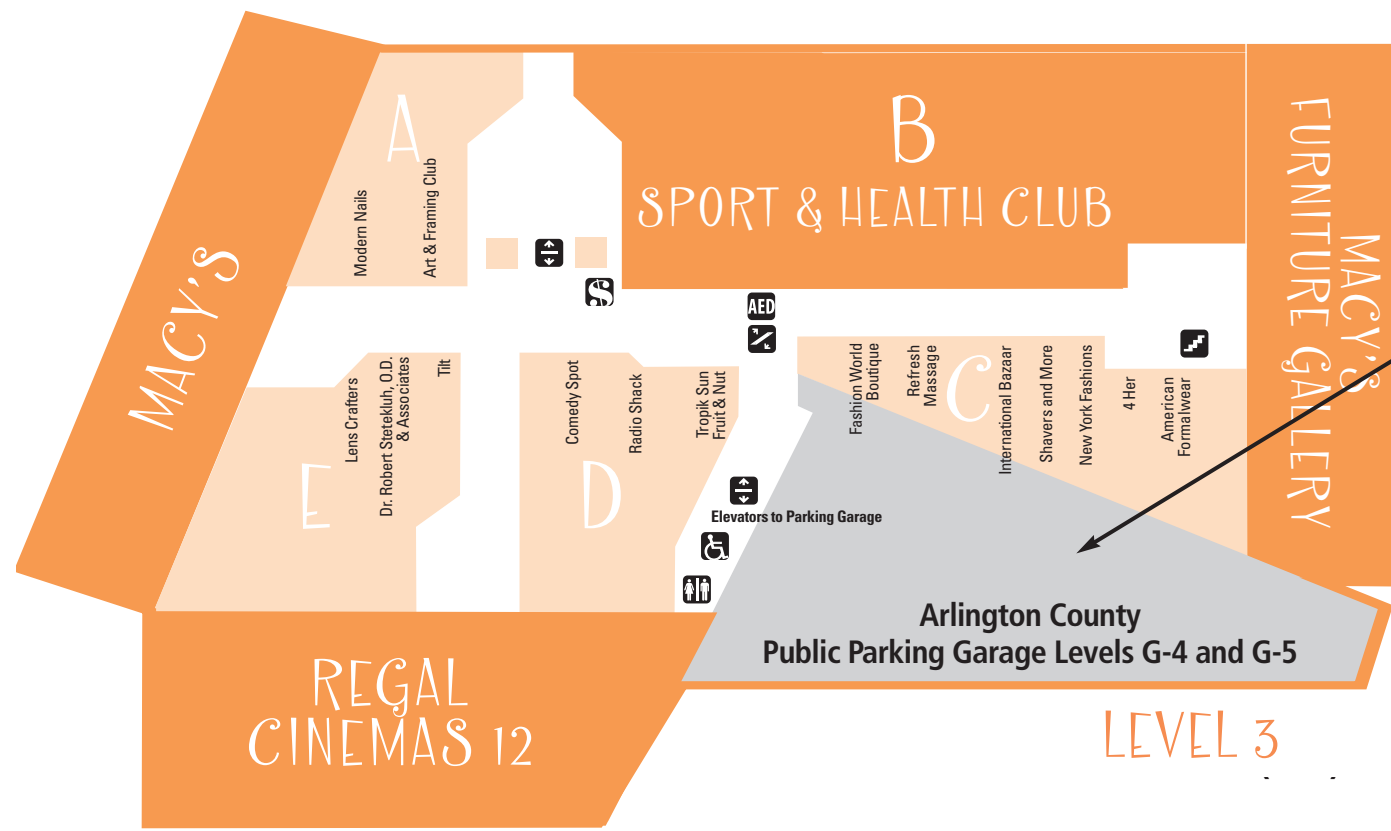 A
Modern Nails
Art & Framing Club
B
SPORT & HEALTH CLUB
MACY'S
FURNITURE GALLERY
MACY'S
$
AED
E
Lens Crafters
Dr. Robert Stetekluh, O.D.
& Associates
Tilt
D
Comedy Spot
Radio Shack
Tropik Sun
Fruit & Nut
C
Fashion World
Boutique
Refresh
Massage
International Bazaar
Shavers and More
New York Fashions
4 Her
American
Formalwear
Elevators to Parking Garage
Arlington County
Public Parking Garage Levels G-4 and G-5
REGAL
CINEMAS 12
LEVEL 3